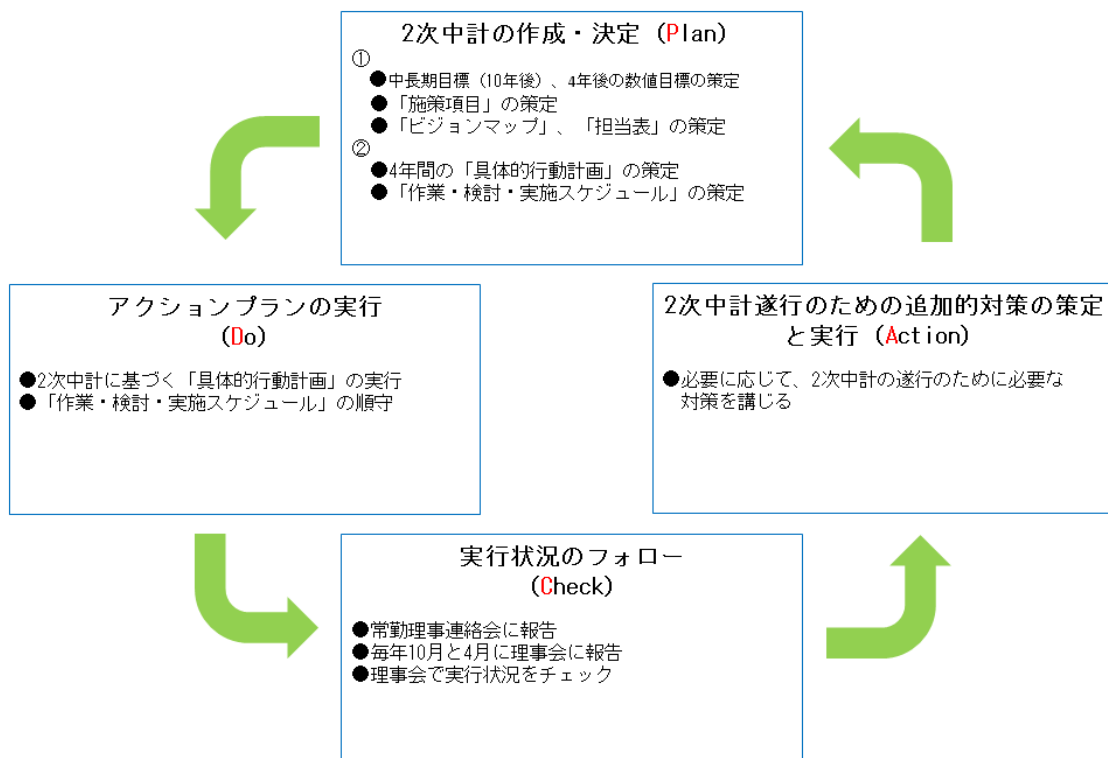 2次中計の作成・決定 (Plan)
①
●中長期目標（10年後）、4年後の数値目標の策定
●「施策項目」の策定
●「ビジョンマップ」、「担当表」の策定
②
●4年間の「具体的行動計画」の策定
●「作業・検討・実施スケジュール」の策定
アクションプランの実行
(Do)
●2次中計に基づく「具体的行動計画」の実行
●「作業・検討・実施スケジュール」の順守
実行状況のフォロー
(Check)
●常勤理事連絡会に報告
●毎年10月と4月に理事会に報告
●理事会で実行状況をチェック
2次中計遂行のための追加的対策の策定
と実行 (Action)
●必要に応じて、2次中計の遂行のために必要な
対策を講じる